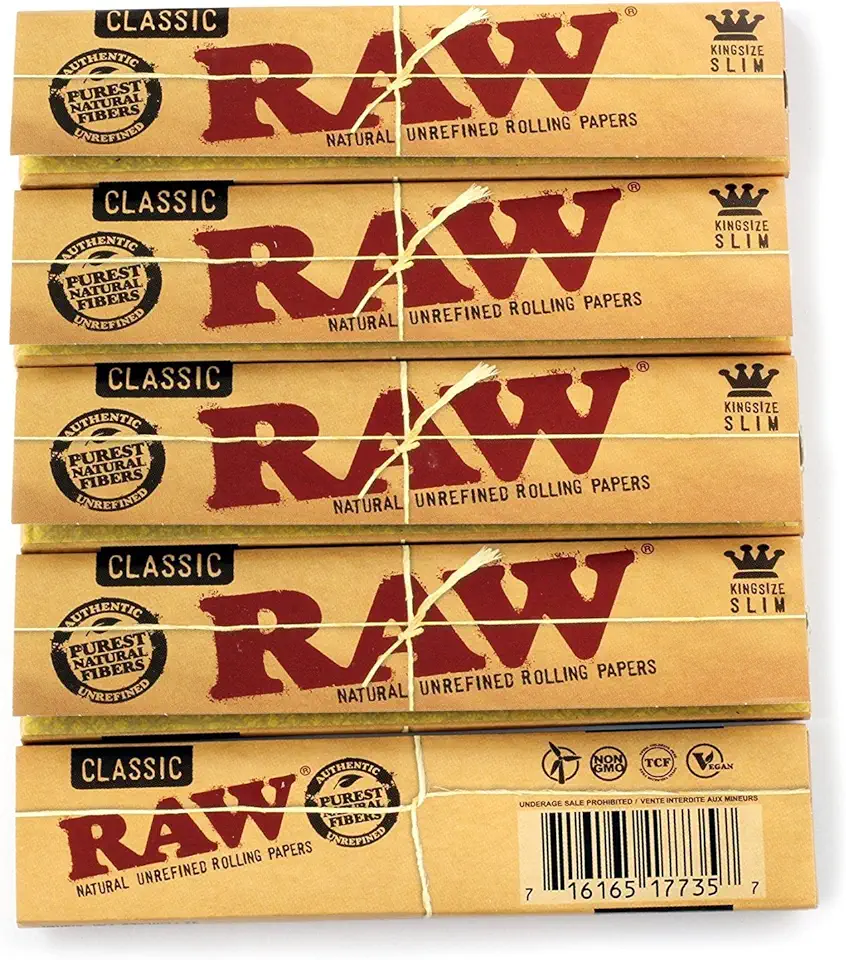 CLASSIC
RAW®
KINGSIZE
SLIM
AUTHENTIC
PUREST
NATURAL
FIBERS
UNREFINED
NATURAL UNREFINED ROLLING PAPERS
CLASSIC
RAW®
KINGSIZE
SLIM
AUTHENTIC
PUREST
NATURAL
FIBERS
UNREFINED
NATURAL UNREFINED ROLLING PAPERS
CLASSIC
RAW®
KINGSIZE
SLIM
AUTHENTIC
PUREST
NATURAL
FIBERS
UNREFINED
NATURAL UNREFINED ROLLING PAPERS
CLASSIC
RAW®
KINGSIZE
SLIM
AUTHENTIC
PUREST
NATURAL
FIBERS
UNREFINED
NATURAL UNREFINED ROLLING PAPERS
CLASSIC
RAW®
NATURAL UNREFINED ROLLING PAPERS
AUTHENTIC
PUREST
NATURAL
FIBERS
UNREFINED
NON
GMO
TCF
VEGAN
UNDERAGE SALE PROHIBITED / VENTE INTERDITE AUX MINEURS
7 16165 17735 7